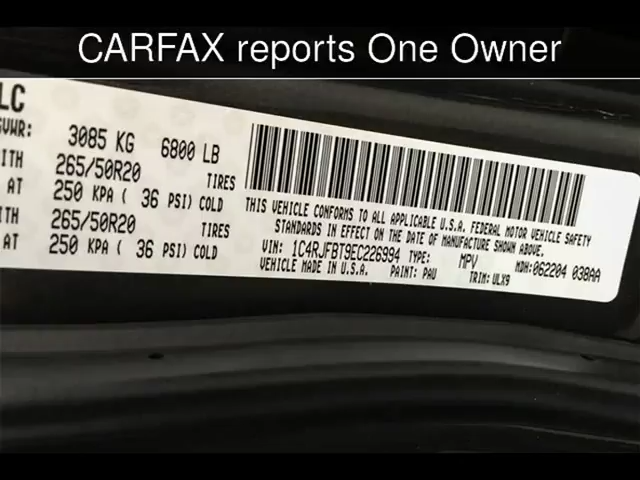 CARFAX reports One Owner
LC
GVWR: 3085 KG 6800 LB
ITH 265/50R20 TIRES
AT 250 KPA ( 36 PSI) COLD
ITH 265/50R20 TIRES
AT 250 KPA ( 36 PSI) COLD
THIS VEHICLE CONFORMS TO ALL APPLICABLE U.S.A. FEDERAL MOTOR VEHICLE SAFETY
STANDARDS IN EFFECT ON THE DATE OF MANUFACTURE SHOWN ABOVE.
VIN: 1C4RJFBT9EC226994 TYPE: MPV MDH: 062204 038AA
VEHICLE MADE IN U.S.A. PAINT: PAU TRIM: ULX9